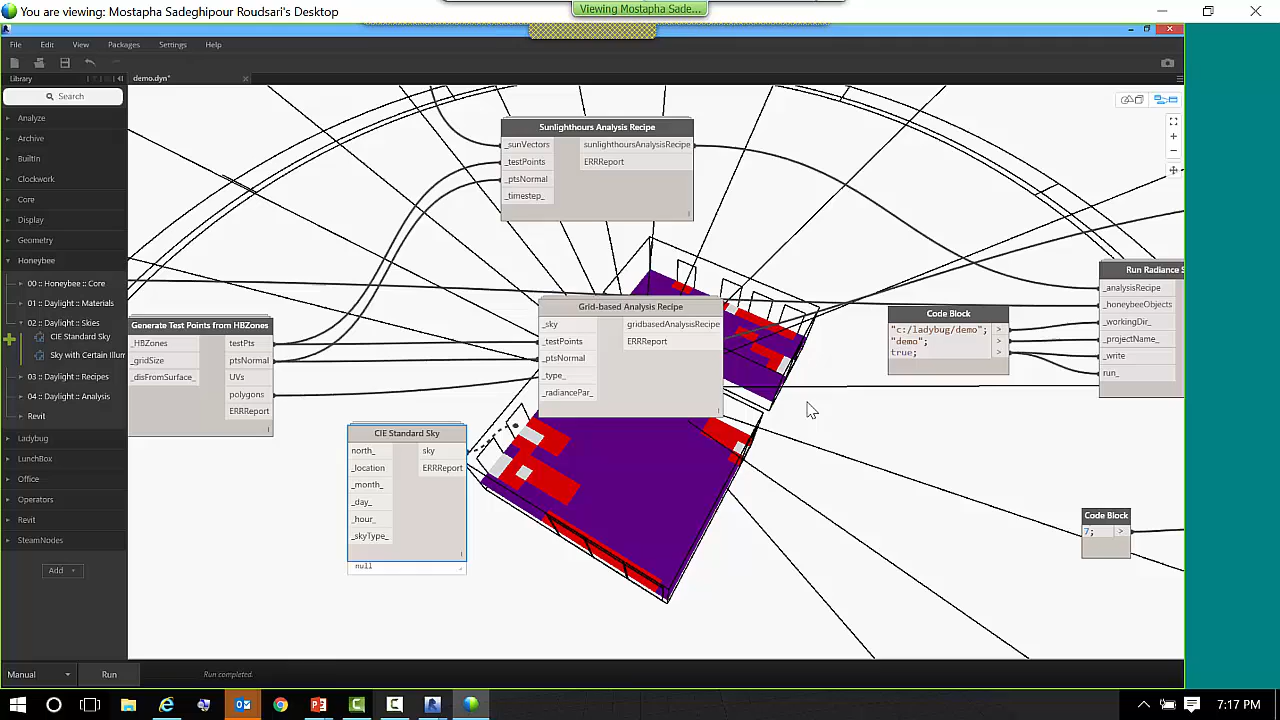 You are viewing: Mostapha Sadeghipour Roudsari's Desktop
Viewing Mostapha Sade...
File Edit View Packages Settings Help
Library
demo.dyn*
Search
Analyze
Archive
BuiltIn
Clockwork
Core
Display
Geometry
Honeybee
00 :: Honeybee :: Core
01 :: Daylight :: Materials
02 :: Daylight :: Skies
CIE Standard Sky
Sky with Certain Illum
03 :: Daylight :: Recipes
04 :: Daylight :: Analysis
Revit
Ladybug
LunchBox
Office
Operators
Revit
SteamNodes
Add
Sunlighthours Analysis Recipe
_sunVectors sunlighthoursAnalysisRecipe
_testPoints ERRReport
_ptsNormal
_timestep_
Generate Test Points from HBZones
_HBZones testPts
_gridSize ptsNormal
_disFromSurface_ UVs
polygons
ERRReport
Grid-based Analysis Recipe
_sky gridbasedAnalysisRecipe
_testPoints ERRReport
_ptsNormal
_type_
_radiancePar_
CIE Standard Sky
north_ sky
_location ERRReport
_month_
_day_
_hour_
_skyType_
null
Code Block
"c:/ladybug/demo"; >
"demo"; >
true; >
Run Radiance S
_analysisRecipe
_honeybeeObjects
_workingDir_
_projectName_
_write
run_
Code Block
7; >
Manual Run Run completed.
7:17 PM